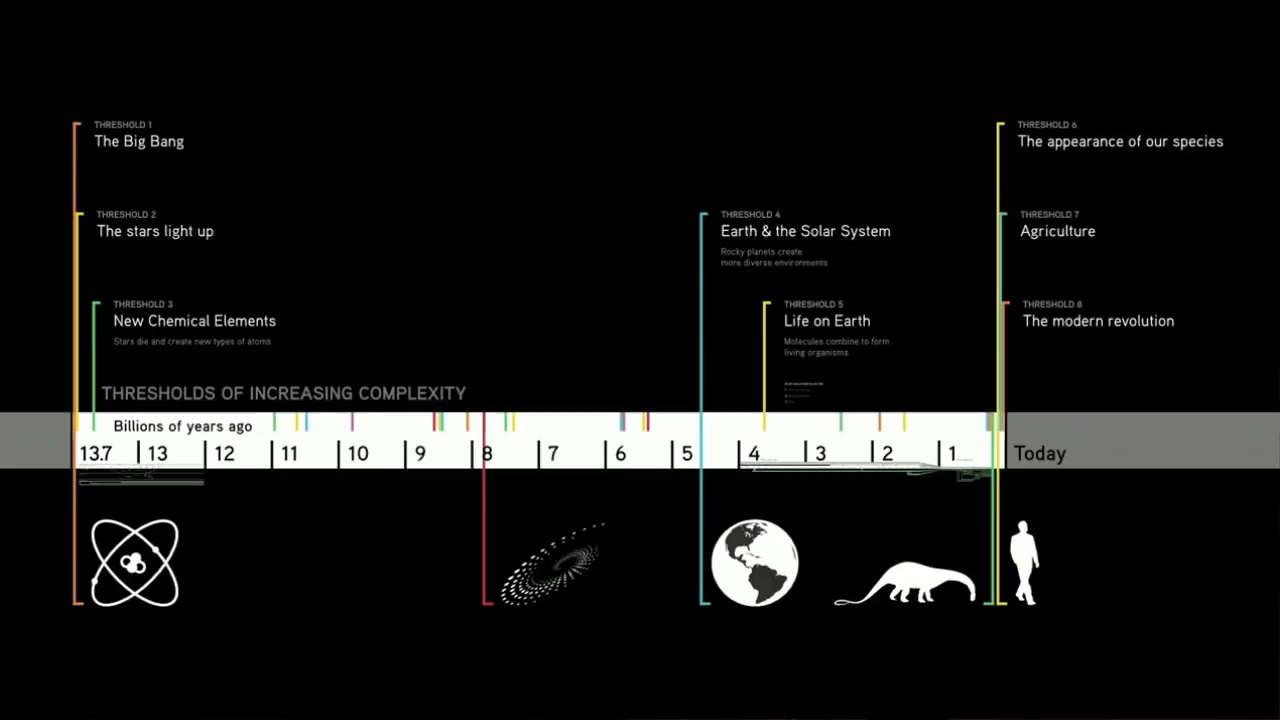 THRESHOLD 1
The Big Bang
THRESHOLD 6
The appearance of our species
THRESHOLD 2
The stars light up
THRESHOLD 4
Earth & the Solar System
Rocky planets create
more diverse environments
THRESHOLD 7
Agriculture
THRESHOLD 3
New Chemical Elements
Stars die and create new types of atoms
THRESHOLD 5
Life on Earth
Molecules combine to form
living organisms
THRESHOLD 8
The modern revolution
THRESHOLDS OF INCREASING COMPLEXITY
Billions of years ago
13.7 13 12 11 10 9 8 7 6 5 4 3 2 1 Today